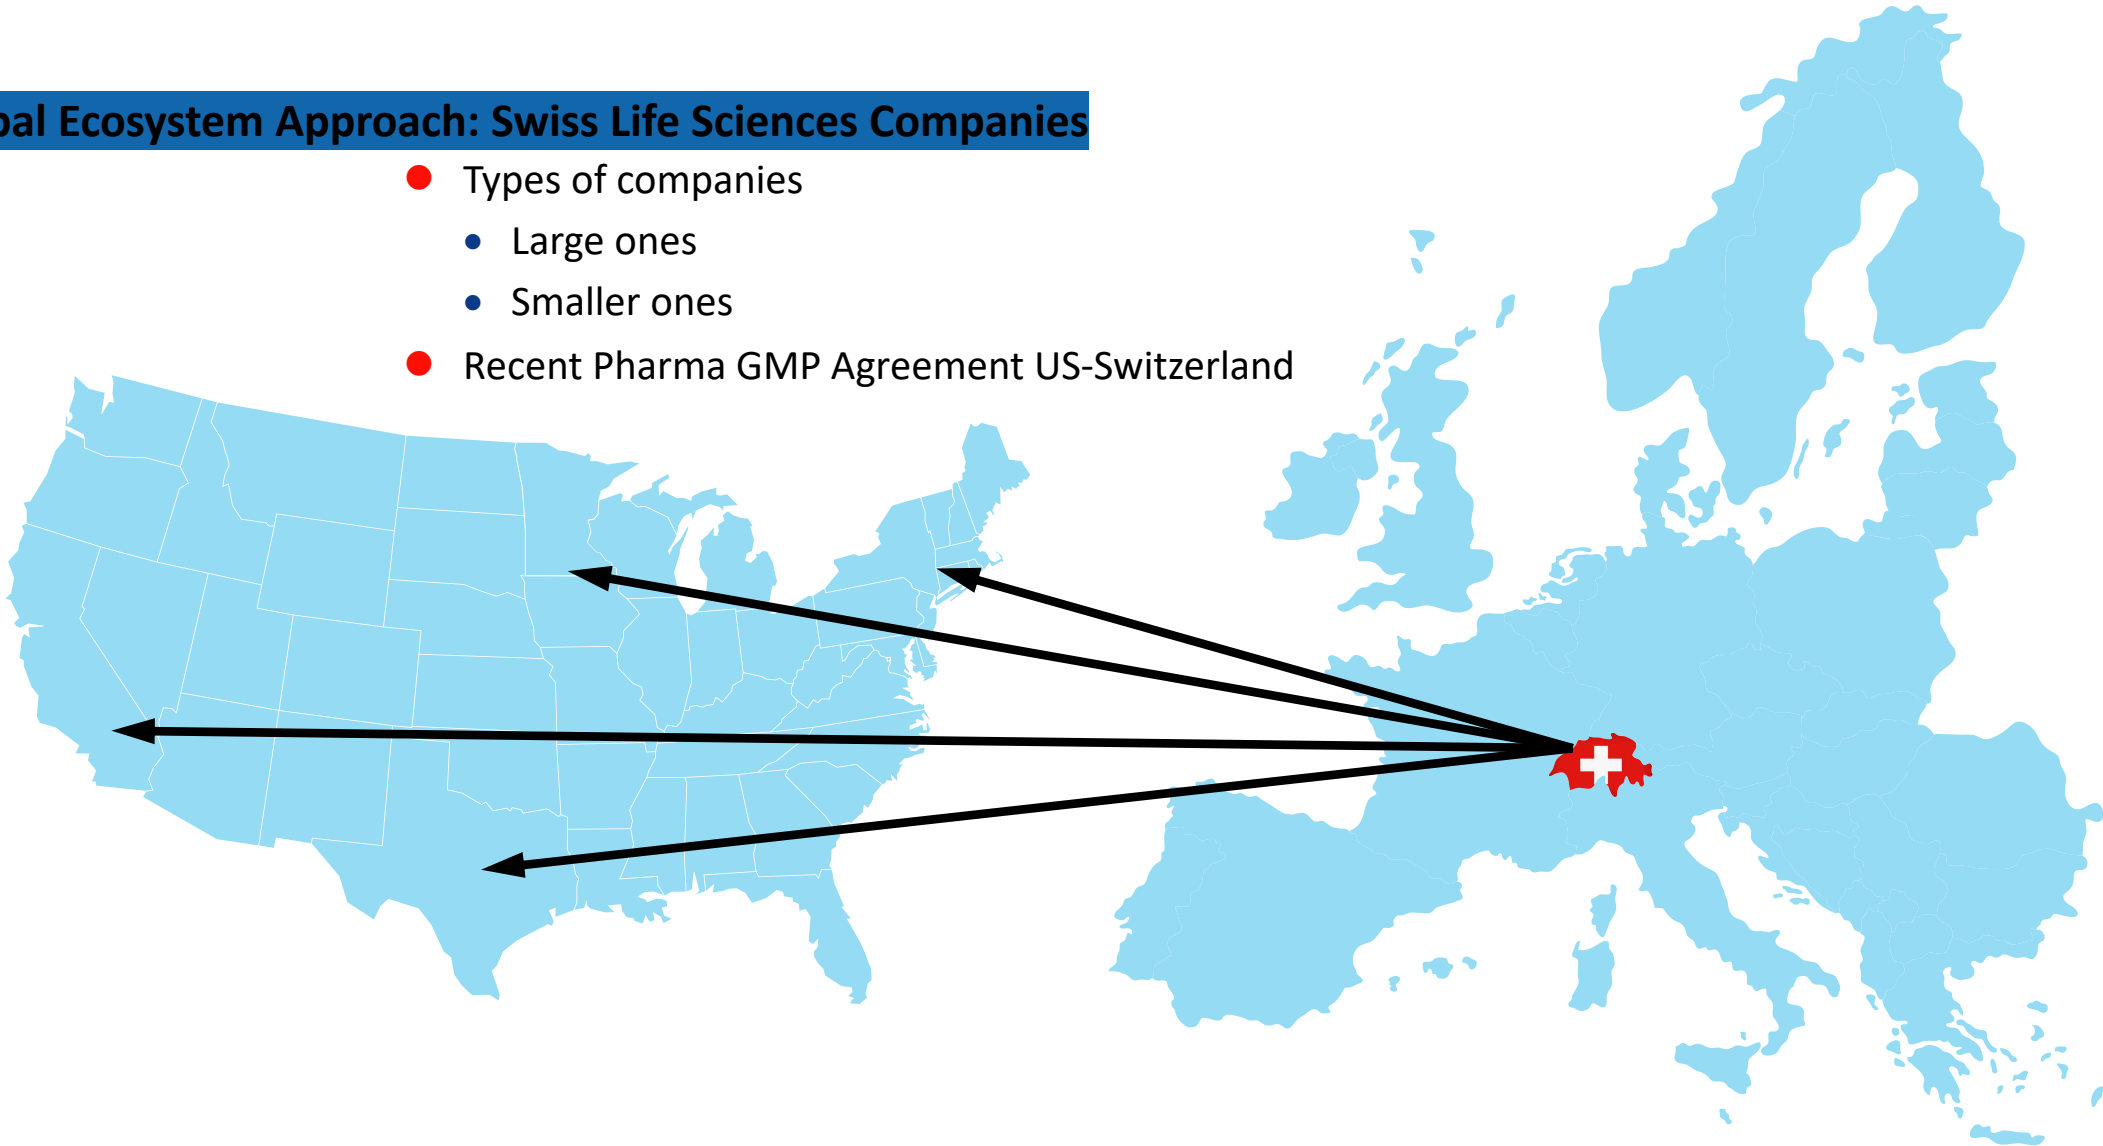 bal Ecosystem Approach: Swiss Life Sciences Companies
Types of companies
Large ones
Smaller ones
Recent Pharma GMP Agreement US-Switzerland